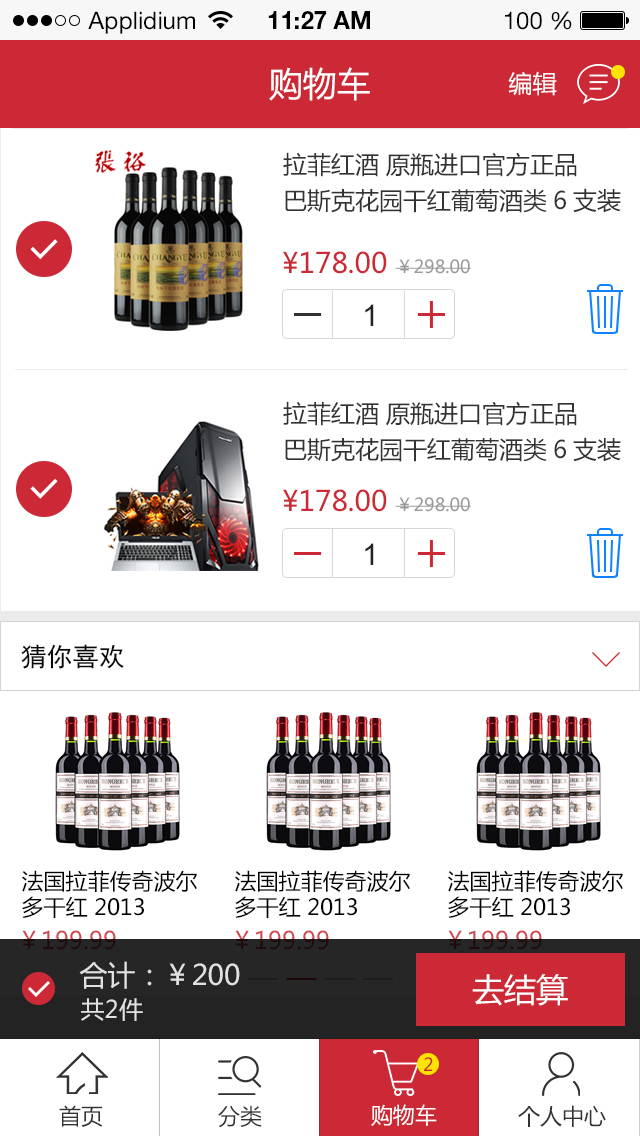 Applidium 11:27 AM 100 %
购物车 编辑
張裕
拉菲红酒 原瓶进口官方正品
巴斯克花园干红葡萄酒类 6 支装
CHANGYU
¥178.00 ¥298.00
1
拉菲红酒 原瓶进口官方正品
巴斯克花园干红葡萄酒类 6 支装
¥178.00 ¥298.00
1
猜你喜欢
法国拉菲传奇波尔
多干红 2013
¥199.99
法国拉菲传奇波尔
多干红 2013
¥199.99
法国拉菲传奇波尔
多干红 2013
¥199.99
合计：¥200
共2件
去结算
2
首页 分类 购物车 个人中心